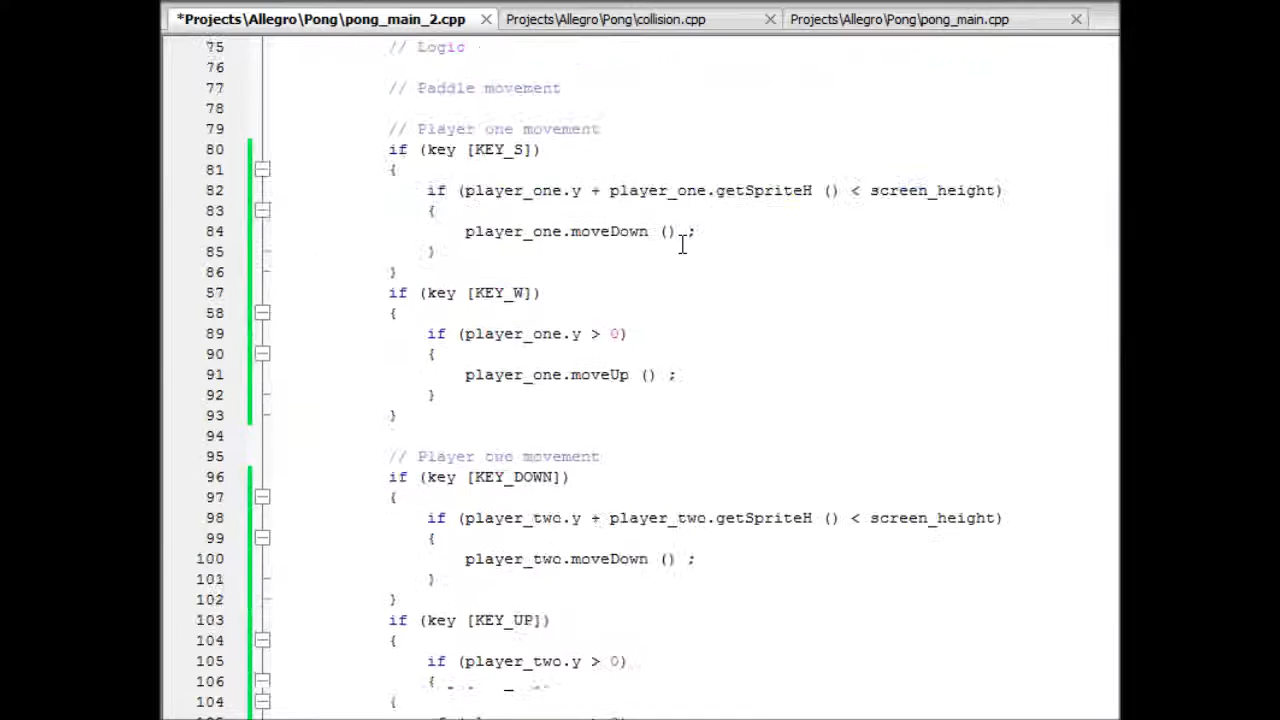 *Projects\Allegro\Pong\pong_main_2.cpp Projects\Allegro\Pong\collision.cpp Projects\Allegro\Pong\pong_main.cpp
75 // Logic
76
77 // Paddle movement
78
79 // Player one movement
80 if (key [KEY_S])
81 {
82 if (player_one.y + player_one.getSpriteH () < screen_height)
83 {
84 player_one.moveDown () ;
85 }
86 }
57 if (key [KEY_W])
58 {
89 if (player_one.y > 0)
90 {
91 player_one.moveUp () ;
92 }
93 }
94
95 // Player two movement
96 if (key [KEY_DOWN])
97 {
98 if (player_two.y + player_two.getSpriteH () < screen_height)
99 {
100 player_two.moveDown () ;
101 }
102 }
103 if (key [KEY_UP])
104 {
105 if (player_two.y > 0)
106 {
104 {